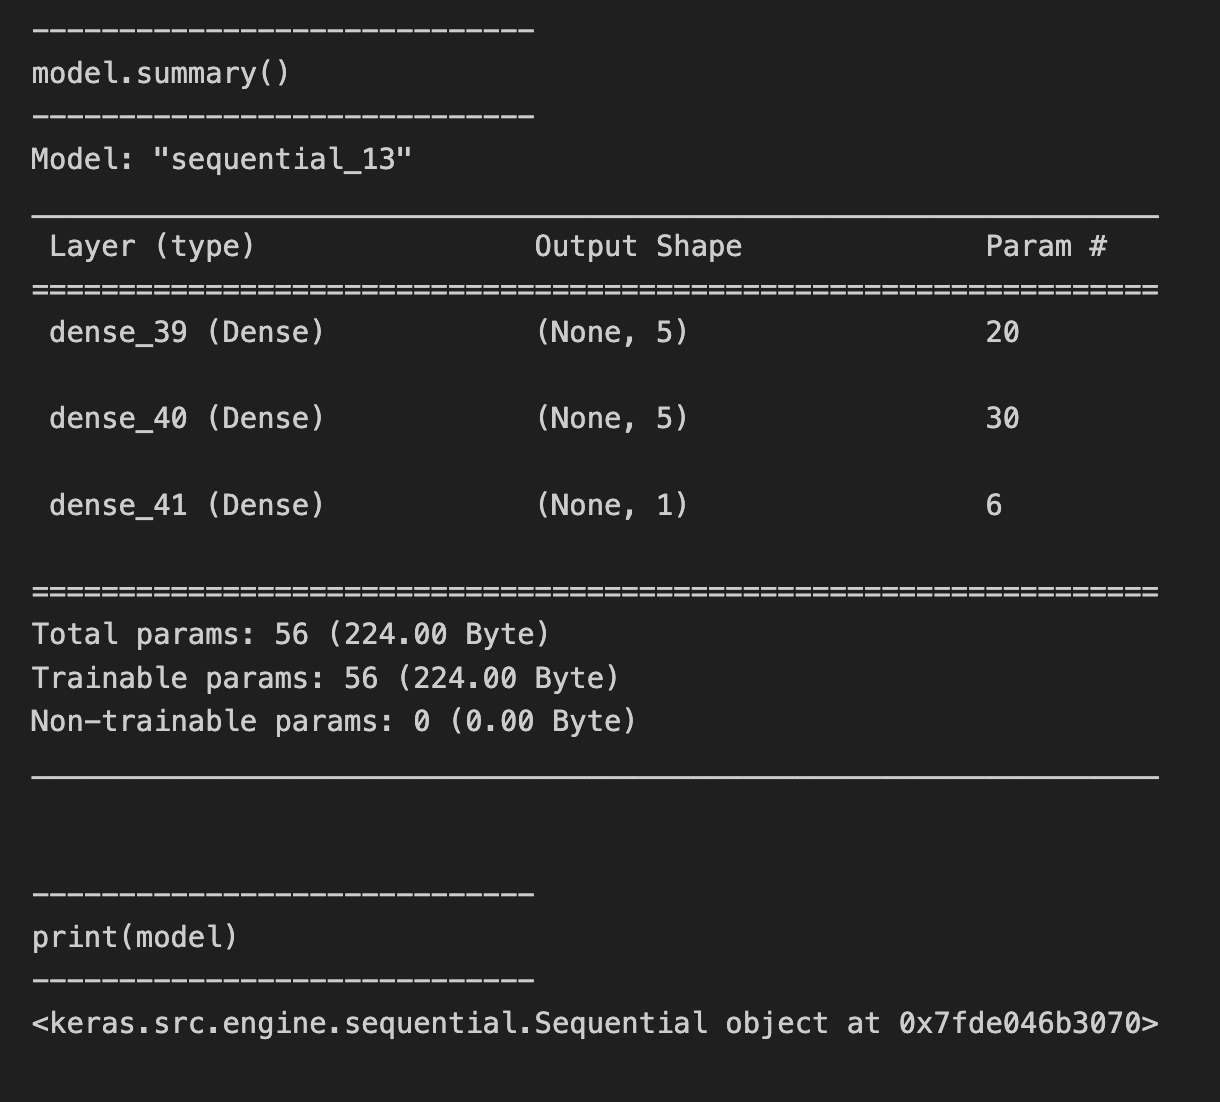 -----------------------------
model.summary()
-----------------------------
Model: "sequential_13"
_________________________________________________________________
Layer (type)                Output Shape              Param #
=================================================================
dense_39 (Dense)            (None, 5)                 20
dense_40 (Dense)            (None, 5)                 30
dense_41 (Dense)            (None, 1)                 6
=================================================================
Total params: 56 (224.00 Byte)
Trainable params: 56 (224.00 Byte)
Non-trainable params: 0 (0.00 Byte)
_________________________________________________________________
-----------------------------
print(model)
-----------------------------
<keras.src.engine.sequential.Sequential object at 0x7fde046b3070>